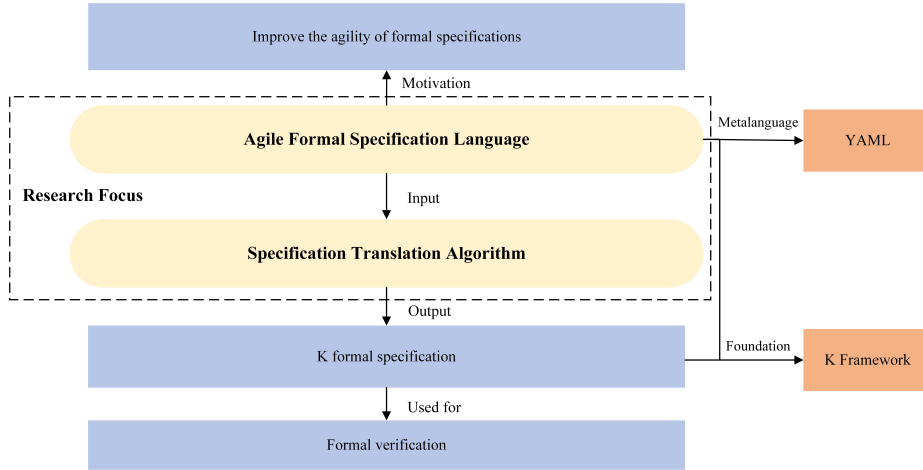 Improve the agility of formal specifications
Motivation
Agile Formal Specification Language
Metalanguage
YAML
Research Focus
Input
Specification Translation Algorithm
Output
K formal specification
Foundation
K Framework
Used for
Formal verification